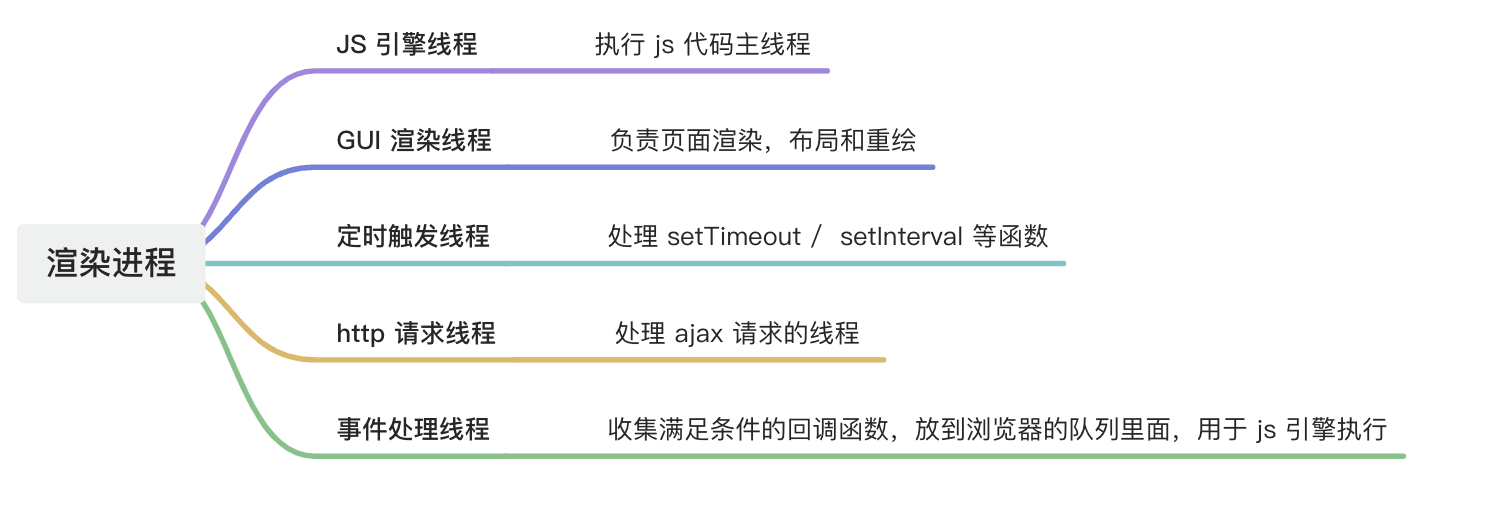 JS 引擎线程 执行 js 代码主线程
GUI 渲染线程 负责页面渲染，布局和重绘
定时触发线程 处理 setTimeout / setInterval 等函数
渲染进程
http 请求线程 处理 ajax 请求的线程
事件处理线程 收集满足条件的回调函数，放到浏览器的队列里面，用于 js 引擎执行